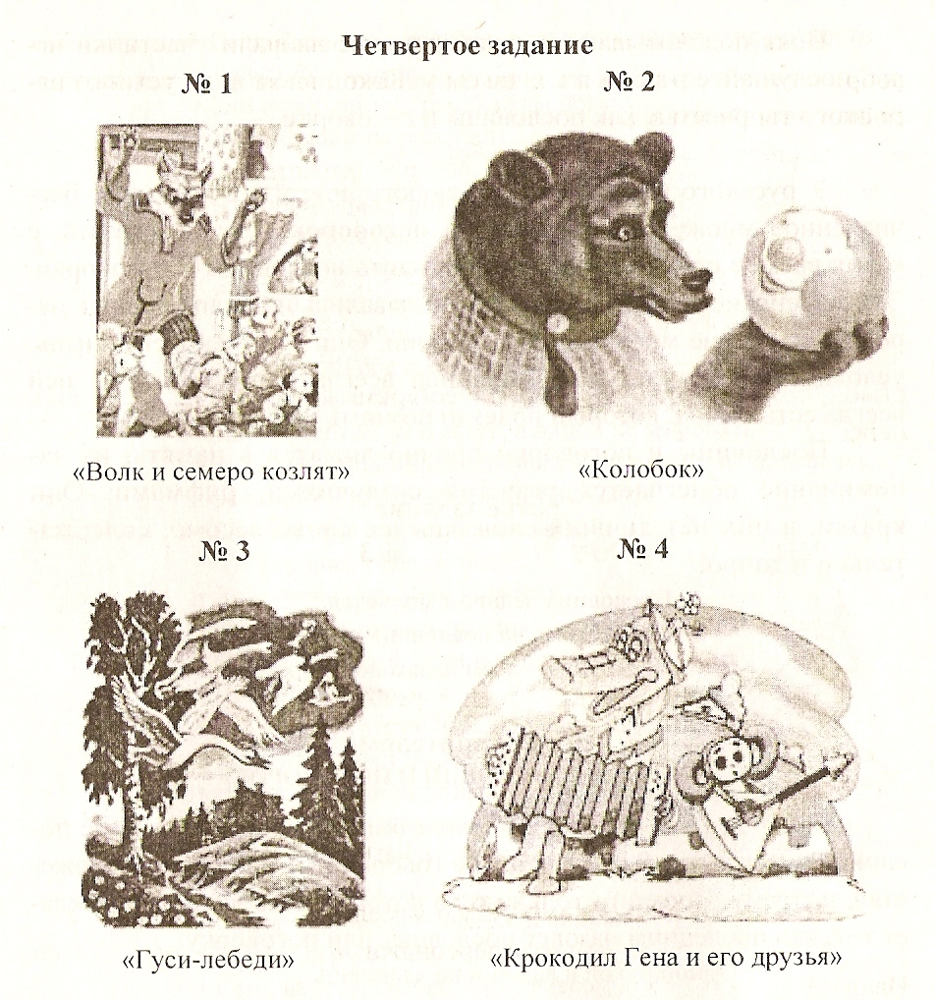 Четвертое задание
№ 1
№ 2
«Волк и семеро козлят»
«Колобок»
№ 3
№ 4
«Гуси-лебеди»
«Крокодил Гена и его друзья»